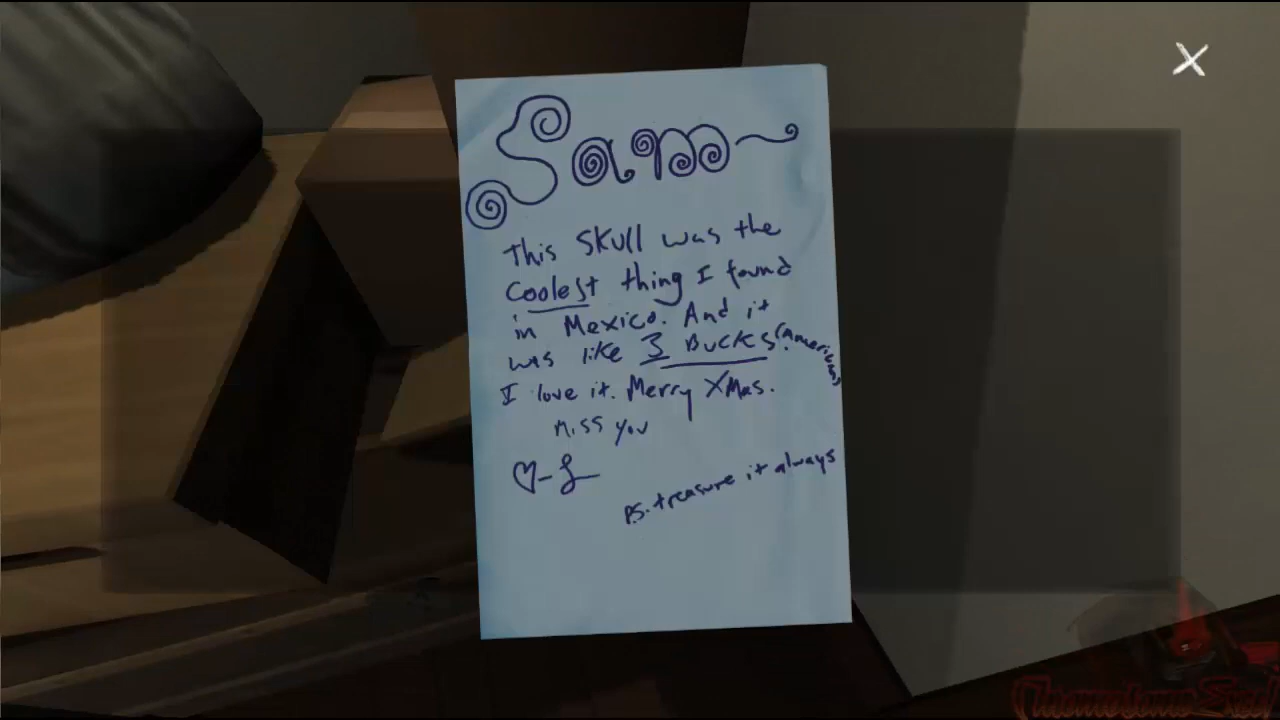 Sam
This SKull was the
coolest thing I found
in Mexico. And it
was like 3 BucKs. (American)
I love it. Merry XMas.
Miss you
♡-L
P.S. treasure it always